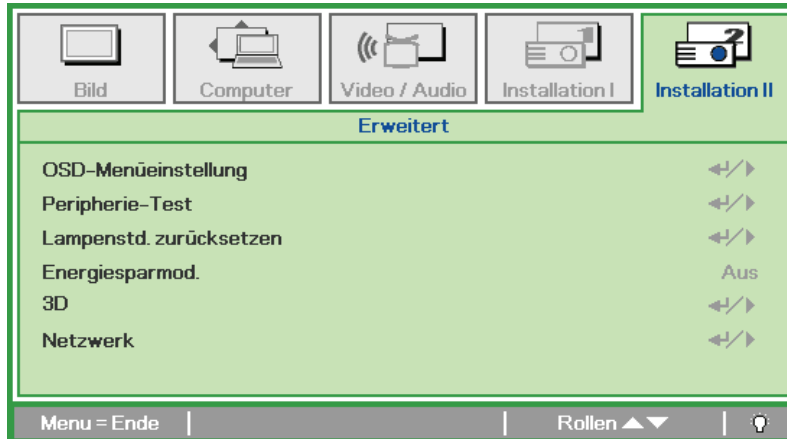 Bild
Computer
Video / Audio
Installation I
Installation II
Erweitert
OSD-Menüeinstellung
Peripherie-Test
Lampenstd. zurücksetzen
Energiesparmod. Aus
3D
Netzwerk
Menu = Ende Rollen